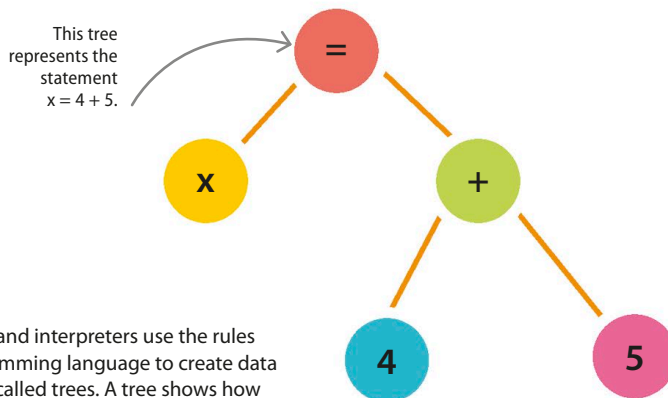 This tree
represents the
statement
x = 4 + 5.
=
x
+
4
5
and interpreters use the rules
mming language to create data
called trees. A tree shows how